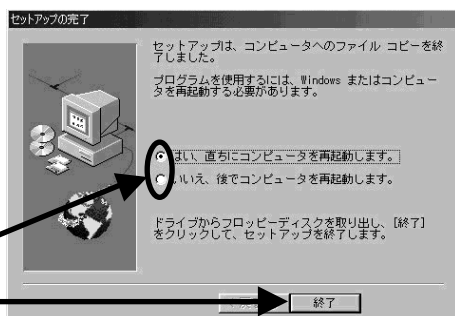 セットアップの完了
セットアップは、コンピュータへのファイル コピーを終
了しました。
プログラムを使用するには、Windows またはコンピュー
タを再起動する必要があります。
はい、直ちにコンピュータを再起動します。
いいえ、後でコンピュータを再起動します。
ドライブからフロッピーディスクを取り出し、[終了]
をクリックして、セットアップを終了します。
終了